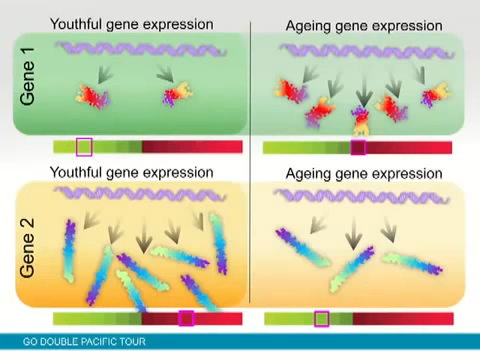 Youthful gene expression
Ageing gene expression
Gene 1
Youthful gene expression
Ageing gene expression
Gene 2
GO DOUBLE PACIFIC TOUR